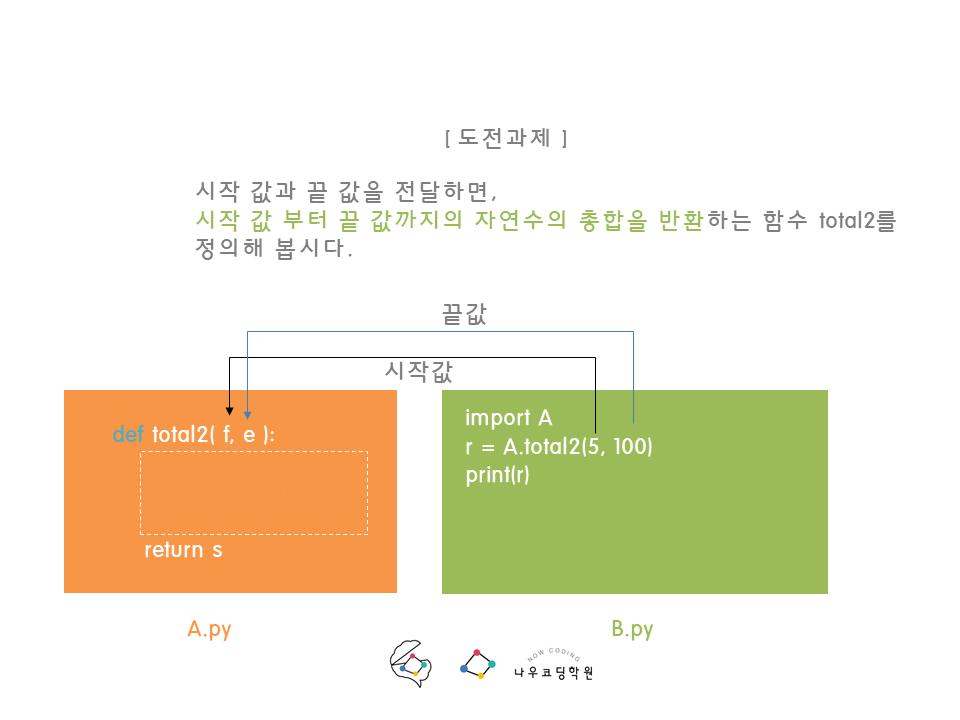 [ 도전과제 ]
시작 값과 끝 값을 전달하면,
시작 값 부터 끝 값까지의 자연수의 총합을 반환하는 함수 total2를
정의해 봅시다.
끝값
시작값
def total2( f, e ):
return s
import A
r = A.total2(5, 100)
print(r)
A.py
B.py
NOW CODING
나우코딩학원